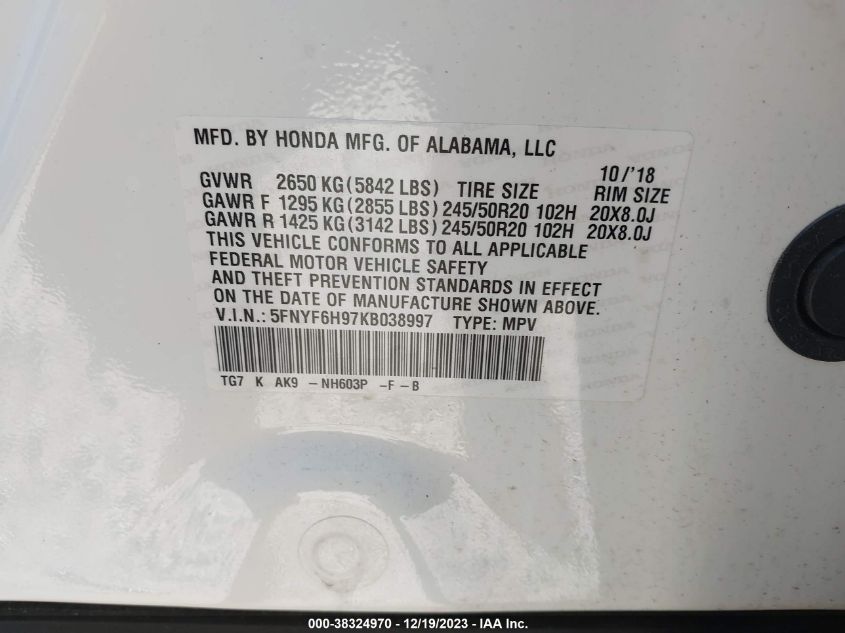 MFD. BY HONDA MFG. OF ALABAMA, LLC
10/'18
GVWR 2650 KG (5842 LBS) TIRE SIZE RIM SIZE
GAWR F 1295 KG (2855 LBS) 245/50R20 102H 20X8.0J
GAWR R 1425 KG (3142 LBS) 245/50R20 102H 20X8.0J
THIS VEHICLE CONFORMS TO ALL APPLICABLE
FEDERAL MOTOR VEHICLE SAFETY
AND THEFT PREVENTION STANDARDS IN EFFECT
ON THE DATE OF MANUFACTURE SHOWN ABOVE.
V.I.N.: 5FNYF6H97KB038997 TYPE: MPV
TG7 K AK9 -NH603P -F-B
000-38324970 - 12/19/2023 - IAA Inc.